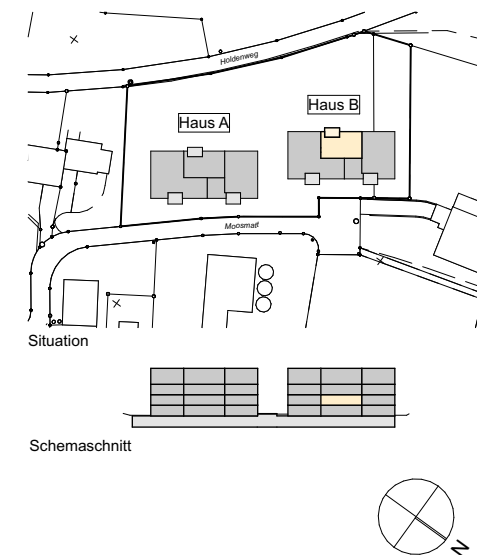 Holdenweg
Haus B
Haus A
Moosmatt
Situation
Schemaschnitt
N